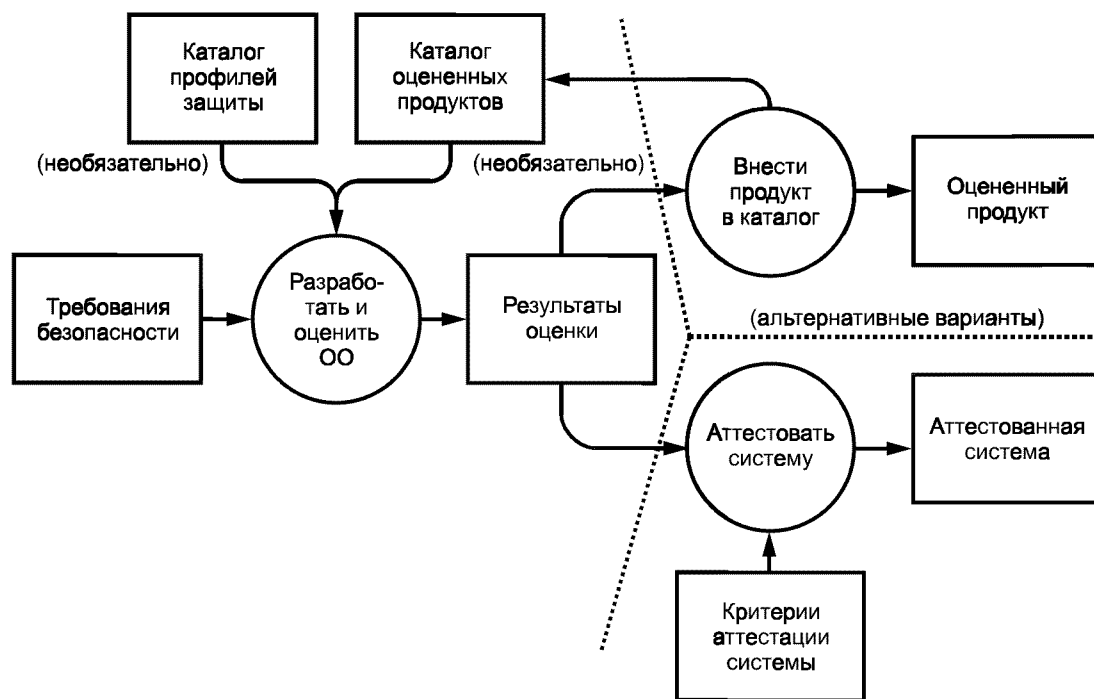 Каталог
профилей
защиты
Каталог
оцененных
продуктов
(необязательно)
(необязательно)
Внести
продукт
в каталог
Оцененный
продукт
Требования
безопасности
Разрабо-
тать и
оценить
ОО
Результаты
оценки
(альтернативные варианты)
Аттестовать
систему
Аттестованная
система
Критерии
аттестации
системы